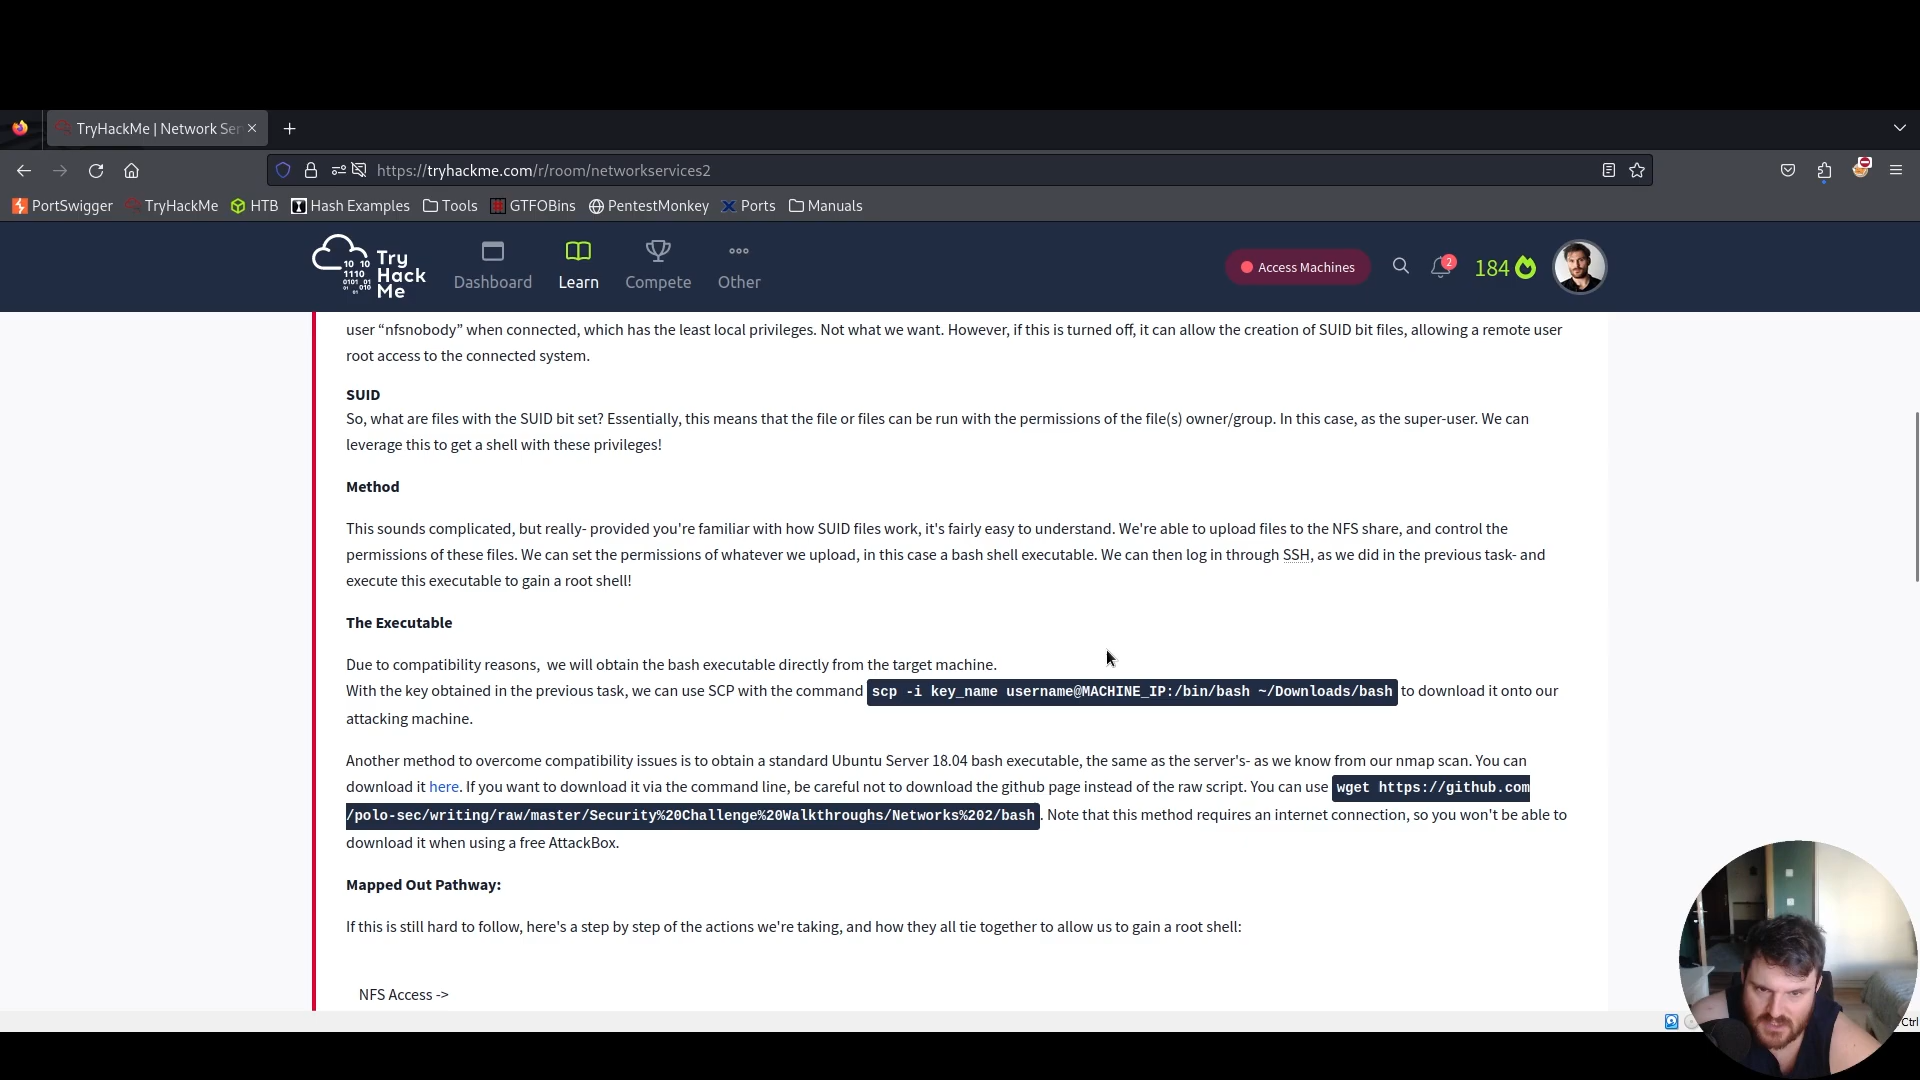 TryHackMe | Network Ser
https://tryhackme.com/r/room/networkservices2
PortSwigger TryHackMe HTB Hash Examples Tools GTFOBins PentestMonkey Ports Manuals
10 10
1110
0101 01
01 010
Try
Hack
Me
Dashboard Learn Compete Other
Access Machines 2 184
user “nfsnobody” when connected, which has the least local privileges. Not what we want. However, if this is turned off, it can allow the creation of SUID bit files, allowing a remote user
root access to the connected system.
SUID
So, what are files with the SUID bit set? Essentially, this means that the file or files can be run with the permissions of the file(s) owner/group. In this case, as the super-user. We can
leverage this to get a shell with these privileges!
Method
This sounds complicated, but really- provided you're familiar with how SUID files work, it's fairly easy to understand. We're able to upload files to the NFS share, and control the
permissions of these files. We can set the permissions of whatever we upload, in this case a bash shell executable. We can then log in through SSH, as we did in the previous task- and
execute this executable to gain a root shell!
The Executable
Due to compatibility reasons,  we will obtain the bash executable directly from the target machine.
With the key obtained in the previous task, we can use SCP with the command scp -i key_name username@MACHINE_IP:/bin/bash ~/Downloads/bash to download it onto our
attacking machine.
Another method to overcome compatibility issues is to obtain a standard Ubuntu Server 18.04 bash executable, the same as the server's- as we know from our nmap scan. You can
download it here. If you want to download it via the command line, be careful not to download the github page instead of the raw script. You can use wget https://github.com
/polo-sec/writing/raw/master/Security%20Challenge%20Walkthroughs/Networks%202/bash. Note that this method requires an internet connection, so you won't be able to
download it when using a free AttackBox.
Mapped Out Pathway:
If this is still hard to follow, here's a step by step of the actions we're taking, and how they all tie together to allow us to gain a root shell:
NFS Access ->
Ctrl